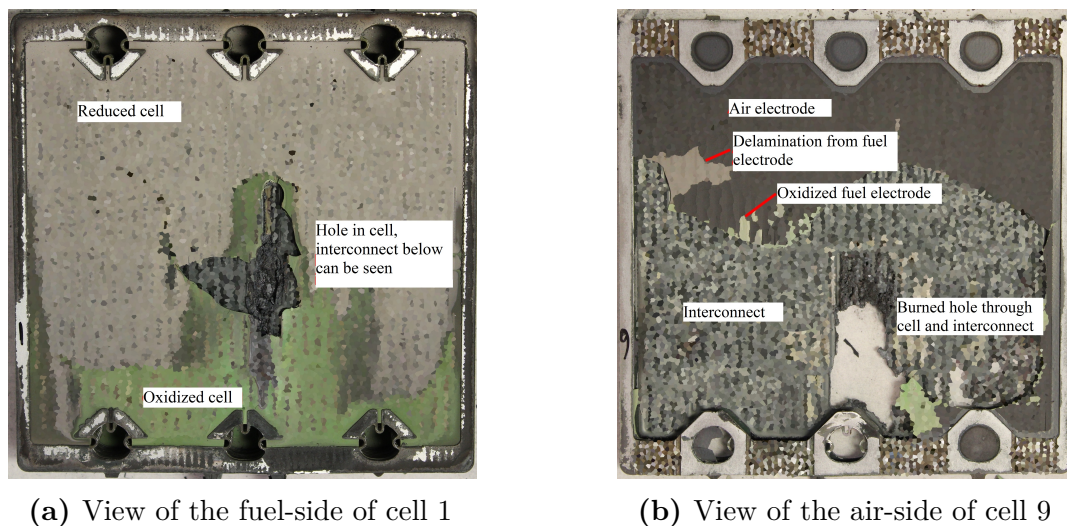 Reduced cell
Hole in cell,
interconnect below
can be seen
Oxidized cell
1
(a) View of the fuel-side of cell 1
Air electrode
Delamination from fuel
electrode
Oxidized fuel electrode
Interconnect
Burned hole through
cell and interconnect
9
(b) View of the air-side of cell 9